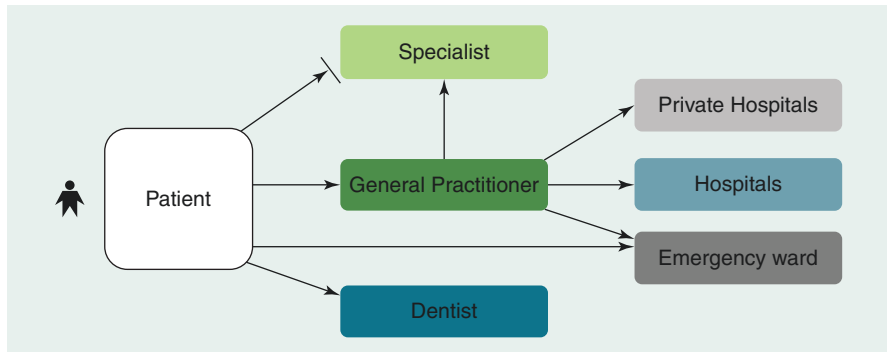 Specialist
Private Hospitals
Patient
General Practitioner
Hospitals
Emergency ward
Dentist